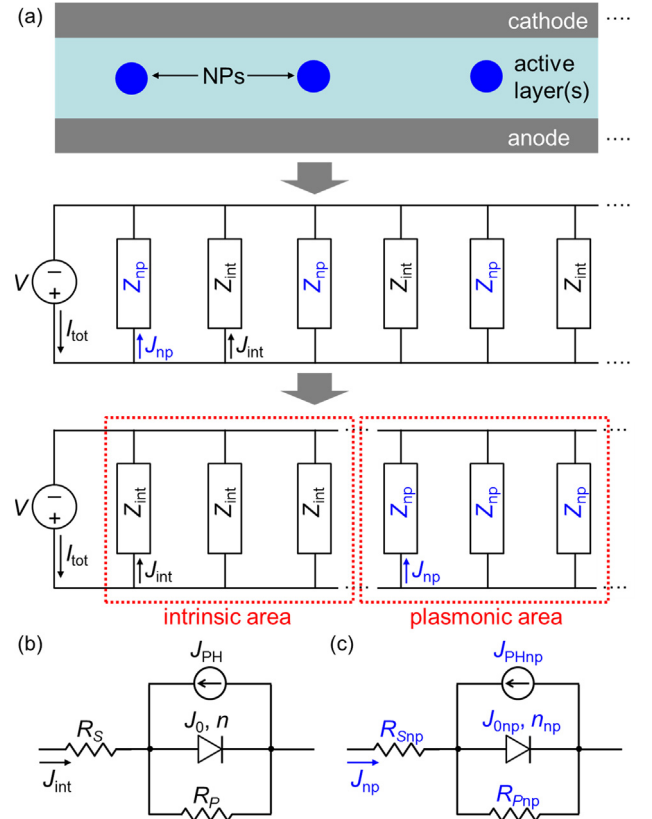 (a)
cathode
NPs
active
layer(s)
anode
V
Z_np Z_int Z_np Z_int Z_np Z_int
I_tot
J_np J_int
V
Z_int Z_int Z_int Z_np Z_np Z_np
I_tot
J_int J_np
intrinsic area plasmonic area
(b) (c)
J_PH J_PHnp
R_S J_0, n R_Snp J_0np, n_np
J_int J_np
R_P R_Pnp